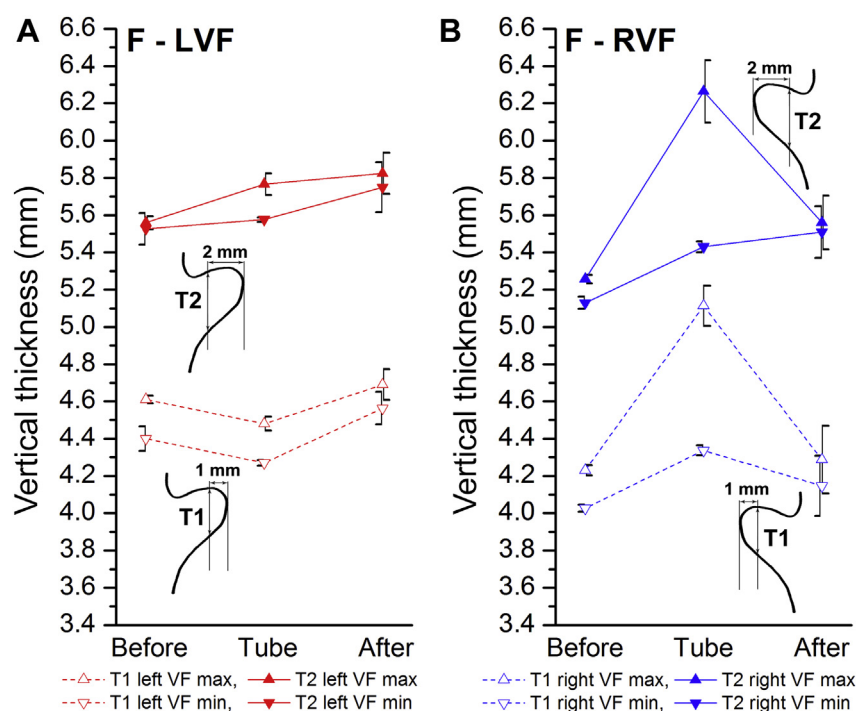 A F - LVF
Vertical thickness (mm)
6.6
6.4
6.2
6.0
5.8
5.6
5.4
5.2
5.0
4.8
4.6
4.4
4.2
4.0
3.8
3.6
3.4
2 mm
T2
1 mm
T1
Before Tube After
T1 left VF max, T2 left VF max
T1 left VF min, T2 left VF min
B F - RVF
Vertical thickness (mm)
6.6
6.4
6.2
6.0
5.8
5.6
5.4
5.2
5.0
4.8
4.6
4.4
4.2
4.0
3.8
3.6
3.4
2 mm
T2
1 mm
T1
Before Tube After
T1 right VF max, T2 right VF max
T1 right VF min, T2 right VF min